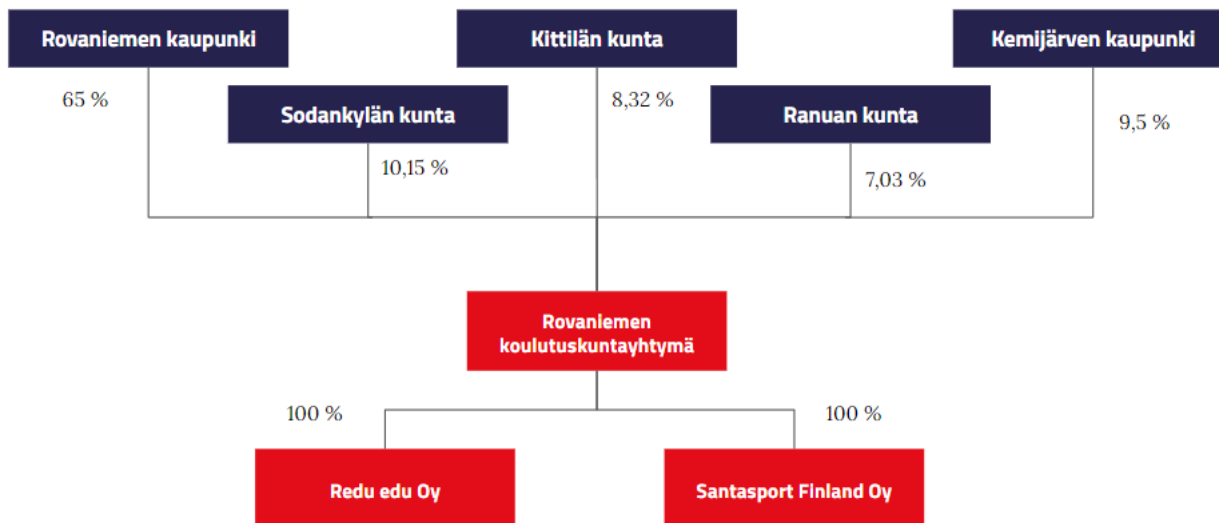 Rovaniemen kaupunki
Kittilän kunta
Kemijärven kaupunki
65 %
Sodankylän kunta
8,32 %
Ranuan kunta
9,5 %
10,15 %
7,03 %
Rovaniemen
koulutuskuntayhtymä
100 %
100 %
Redu edu Oy
Santasport Finland Oy